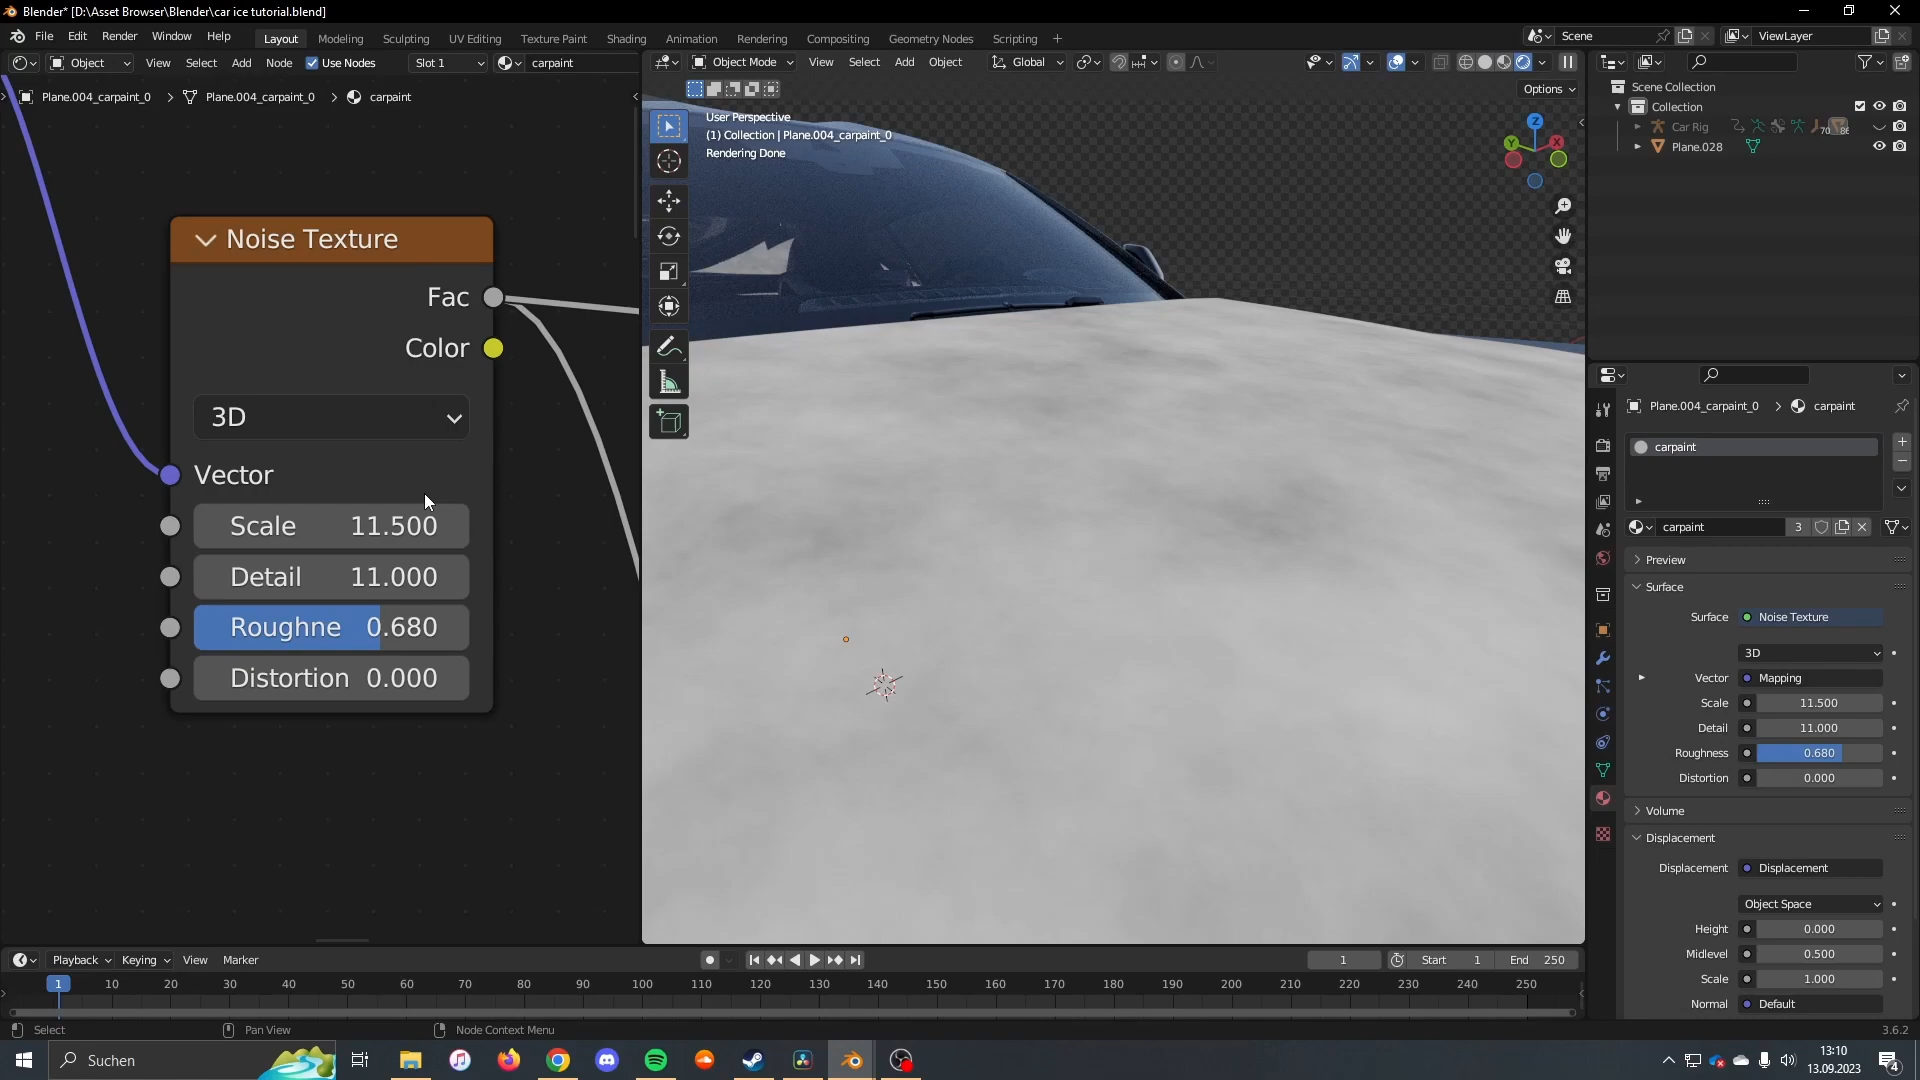 Blender* [D:\Asset Browser\Blender\car ice tutorial.blend]
File Edit Render Window Help Layout Modeling Sculpting UV Editing Texture Paint Shading Animation Rendering Compositing Geometry Nodes Scripting + Scene ViewLayer
Object View Select Add Node Use Nodes Slot 1 carpaint
Object Mode View Select Add Object Global
Options
Plane.004_carpaint_0 > Plane.004_carpaint_0 > carpaint
User Perspective
(1) Collection | Plane.004_carpaint_0
Rendering Done
Z
Y
X
Noise Texture
Fac
Color
3D
Vector
Scale 11.500
Detail 11.000
Roughne 0.680
Distortion 0.000
Scene Collection
Collection
Car Rig 70 86
Plane.028
Plane.004_carpaint_0 > carpaint
carpaint
carpaint 3
Preview
Surface
Surface Noise Texture
3D
Vector Mapping
Scale 11.500
Detail 11.000
Roughness 0.680
Distortion 0.000
Volume
Displacement
Displacement Displacement
Object Space
Height 0.000
Midlevel 0.500
Scale 1.000
Normal Default
Playback Keying View Marker 1 Start 1 End 250
1 10 20 30 40 50 60 70 80 90 100 110 120 130 140 150 160 170 180 190 200 210 220 230 240 250
Select Pan View Node Context Menu 3.6.2
Suchen
13:10
13.09.2023
4